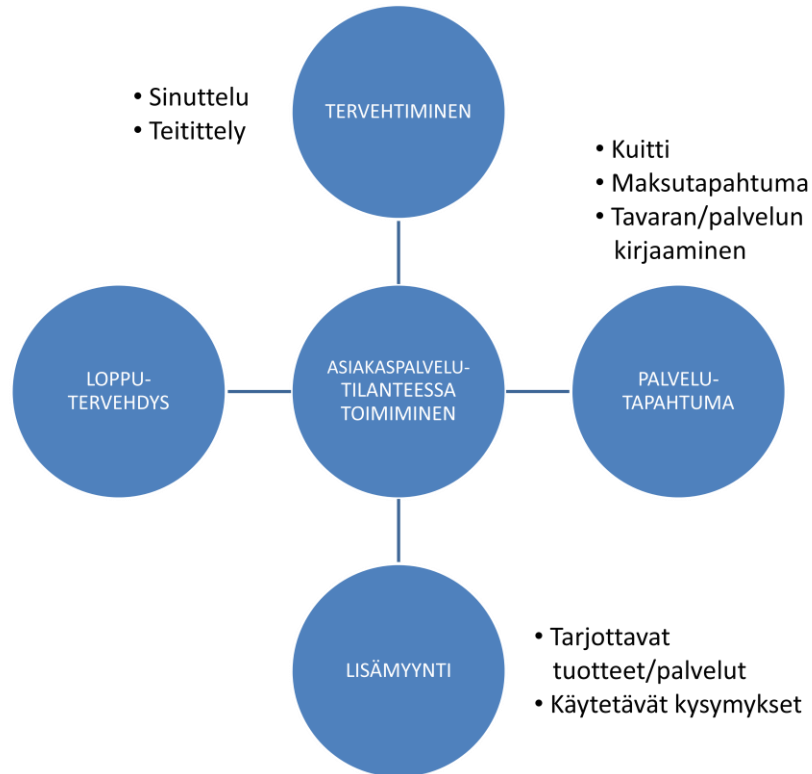 • Sinuttelu
• Teitittely
TERVEHTIMINEN
• Kuitti
• Maksutapahtuma
• Tavaran/palvelun
kirjaaminen
LOPPU-
TERVEHDYS
ASIAKASPALVELU-
TILANTEESSA
TOIMIMINEN
PALVELU-
TAPAHTUMA
LISÄMYYNTI
• Tarjottavat
tuotteet/palvelut
• Käytetävät kysymykset